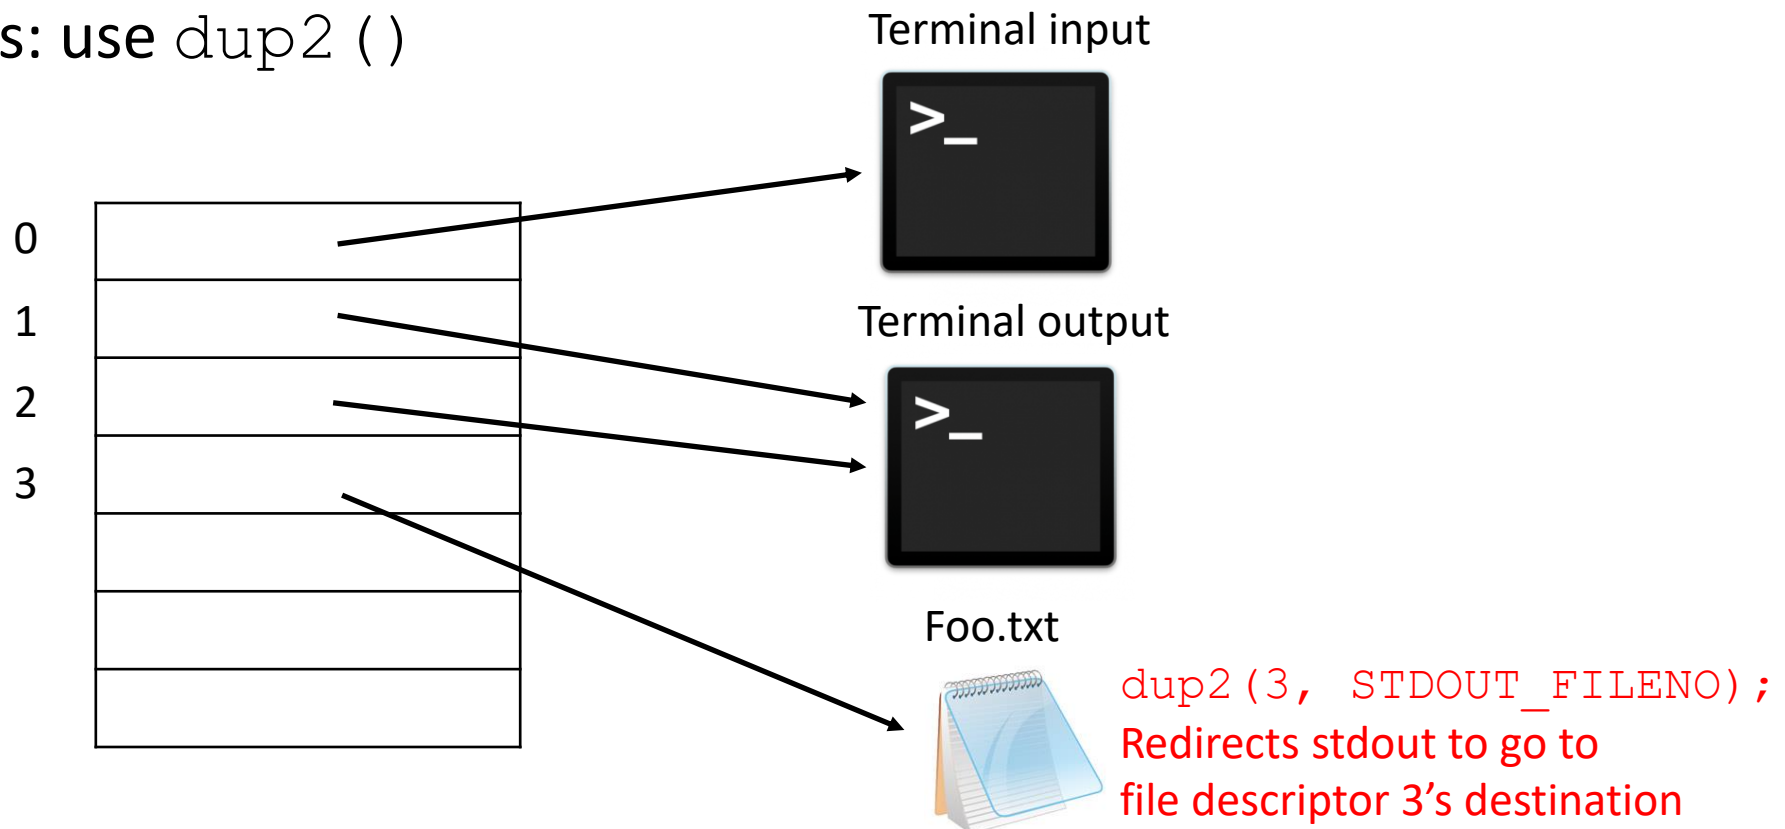 s: use dup2()
Terminal input
>_
0
1
2
3
Terminal output
>_
Foo.txt
dup2(3, STDOUT_FILENO);
Redirects stdout to go to
file descriptor 3’s destination